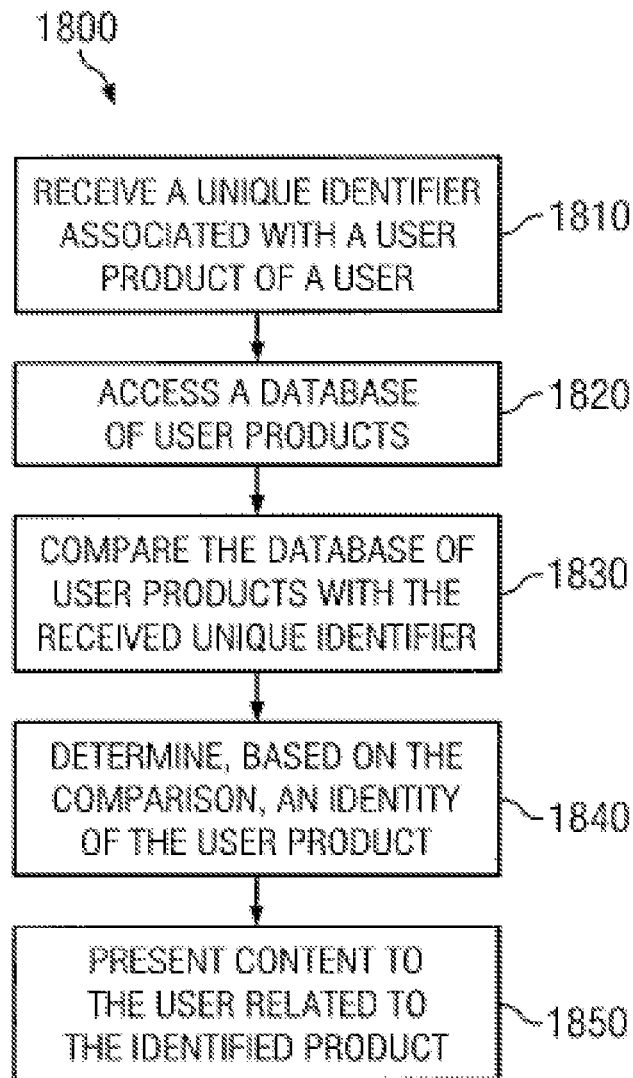 1800
RECEIVE A UNIQUE IDENTIFIER
ASSOCIATED WITH A USER
PRODUCT OF A USER
1810
ACCESS A DATABASE
OF USER PRODUCTS
1820
COMPARE THE DATABASE OF
USER PRODUCTS WITH THE
RECEIVED UNIQUE IDENTIFIER
1830
DETERMINE, BASED ON THE
COMPARISON, AN IDENTITY
OF THE USER PRODUCT
1840
PRESENT CONTENT TO
THE USER RELATED TO
THE IDENTIFIED PRODUCT
1850